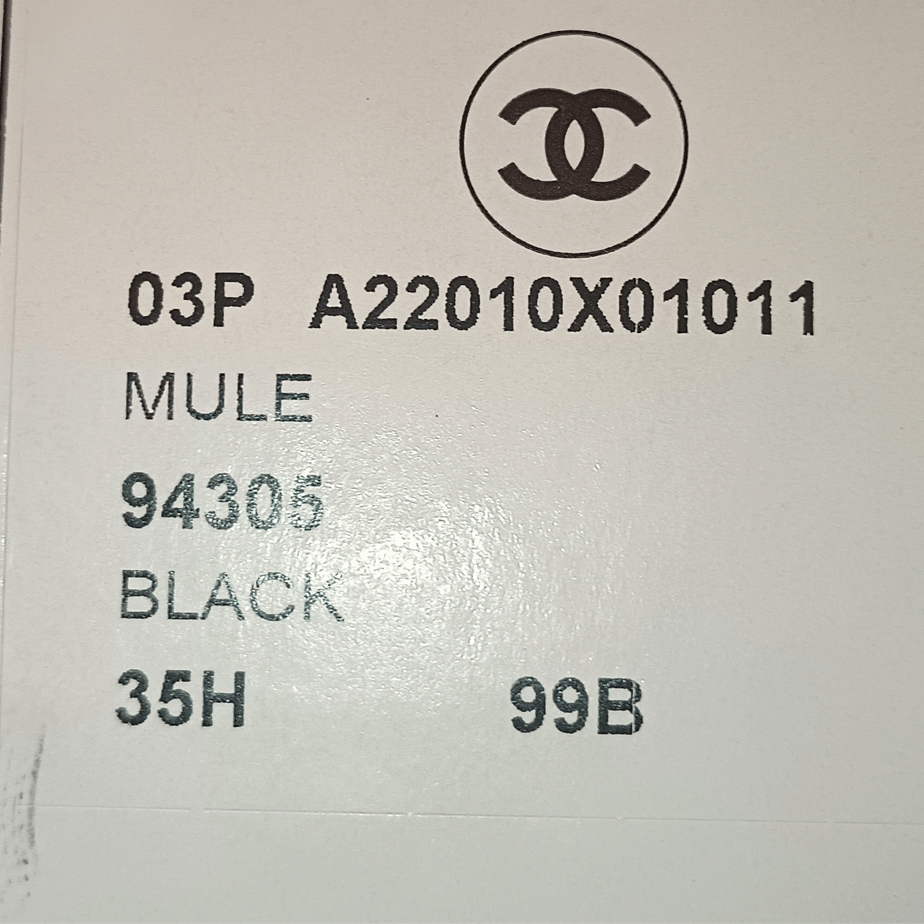 03P A22010X01011
MULE
94305
BLACK
35H 99B